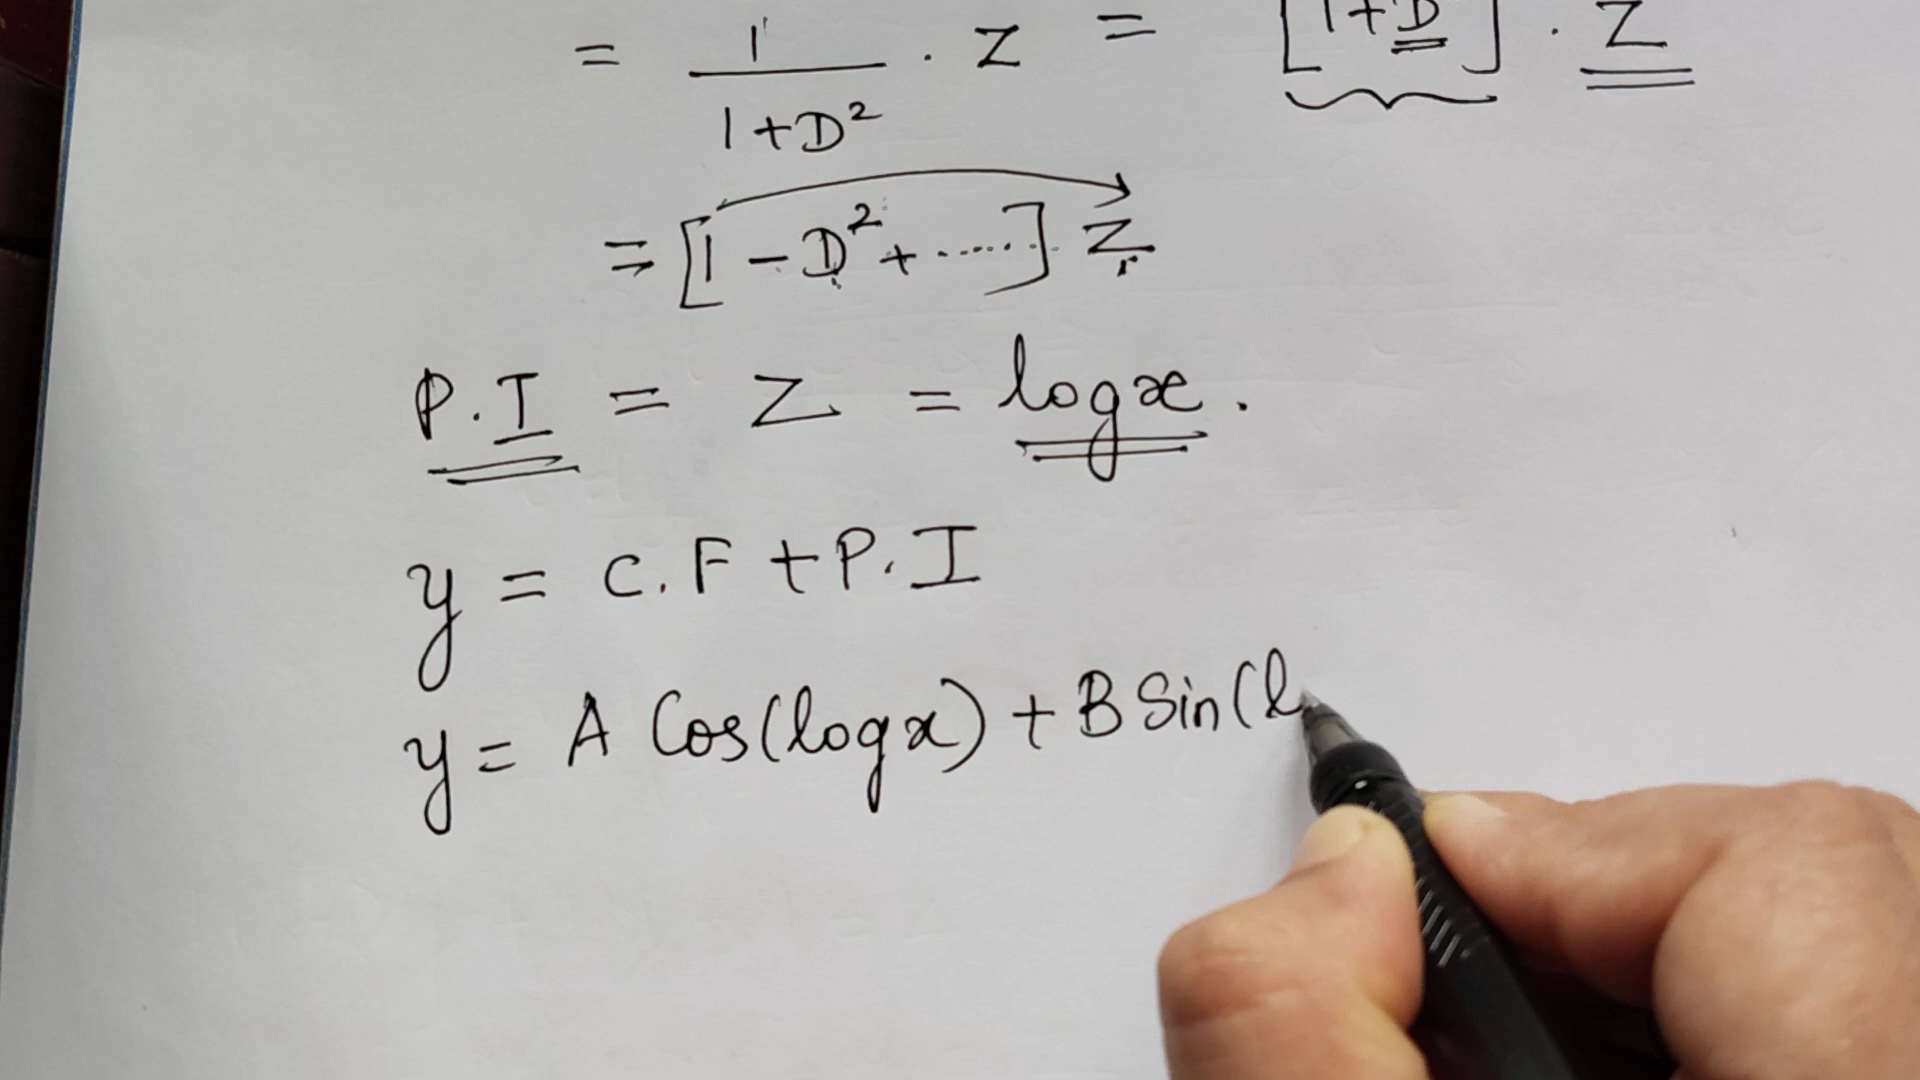 = 1/(1+D²) . Z = [1+D] . Z
= [1 - D² + ......] Z
P.I = Z = log x .
y = C.F + P.I
y = A Cos(log x) + B Sin(l